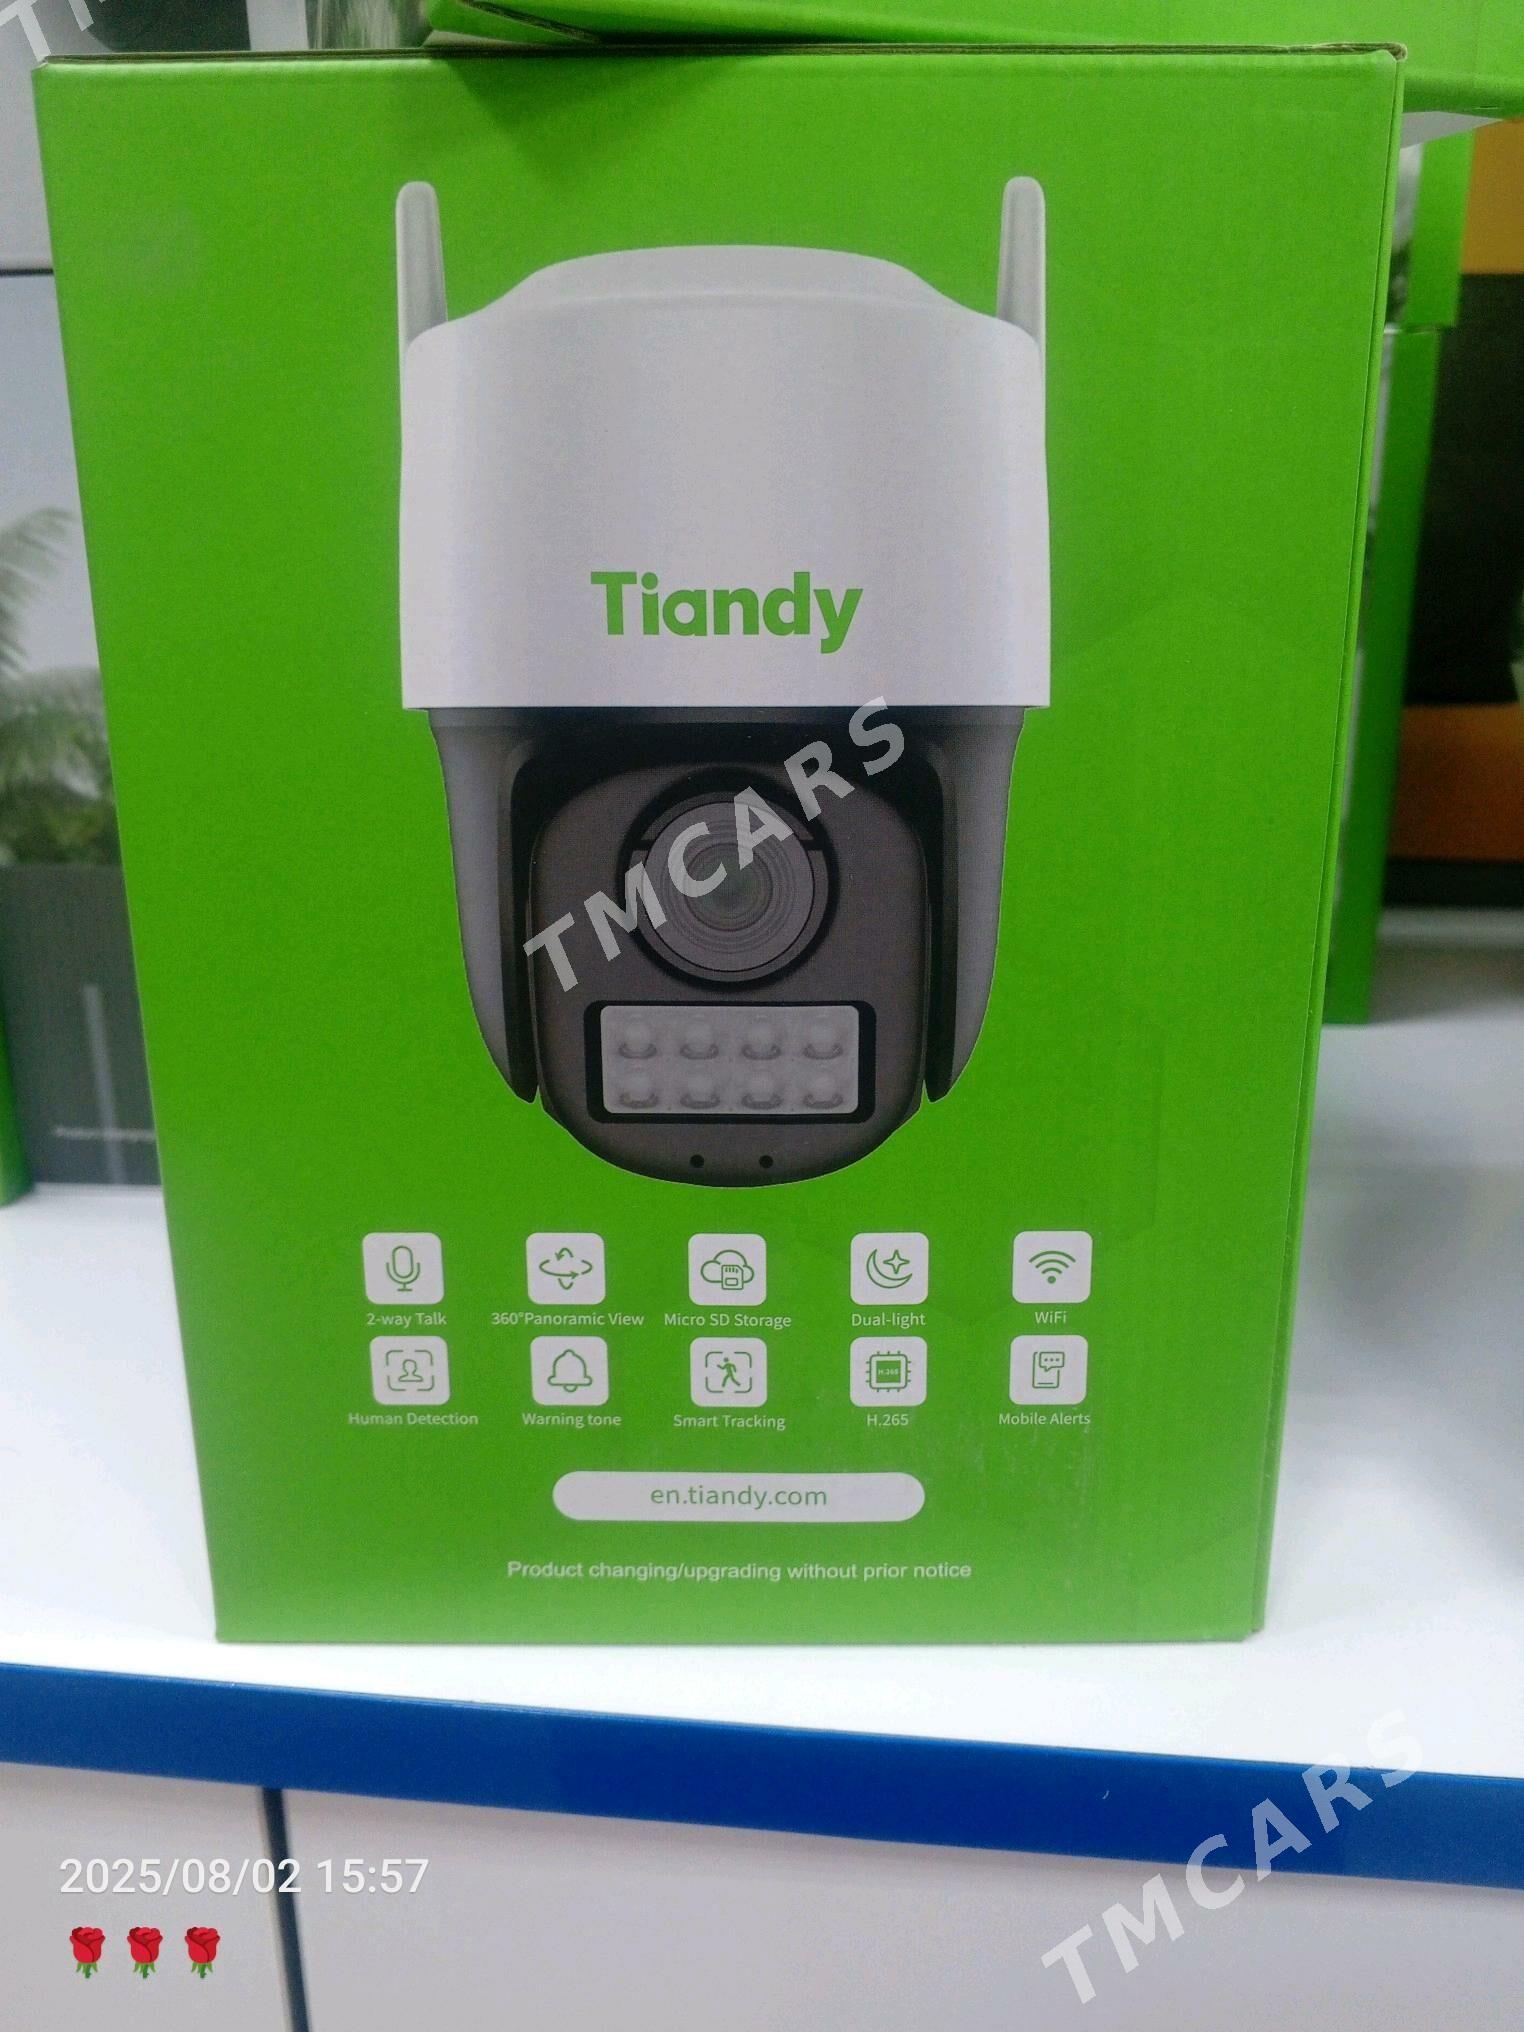 Tiandy
TMCARS
2-way Talk 360°Panoramic View Micro SD Storage Dual-light WiFi
H.265
Human Detection Warning tone Smart Tracking H.265 Mobile Alerts
en.tiandy.com
Product changing/upgrading without prior notice
TMCARS
2025/08/02 15:57